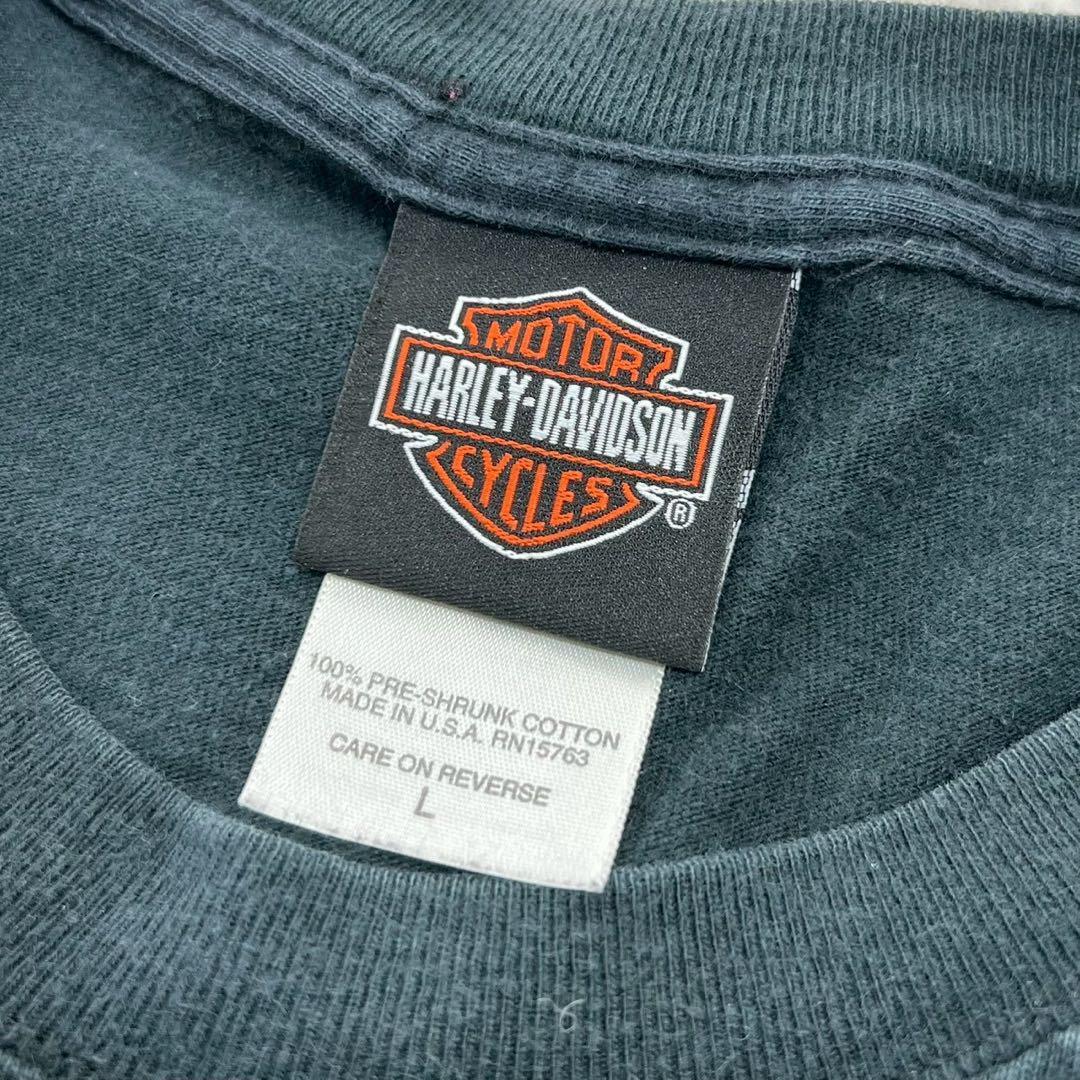 MOTOR
HARLEY-DAVIDSON
CYCLES
®
100% PRE-SHRUNK COTTON
MADE IN U.S.A. RN15763
CARE ON REVERSE
L